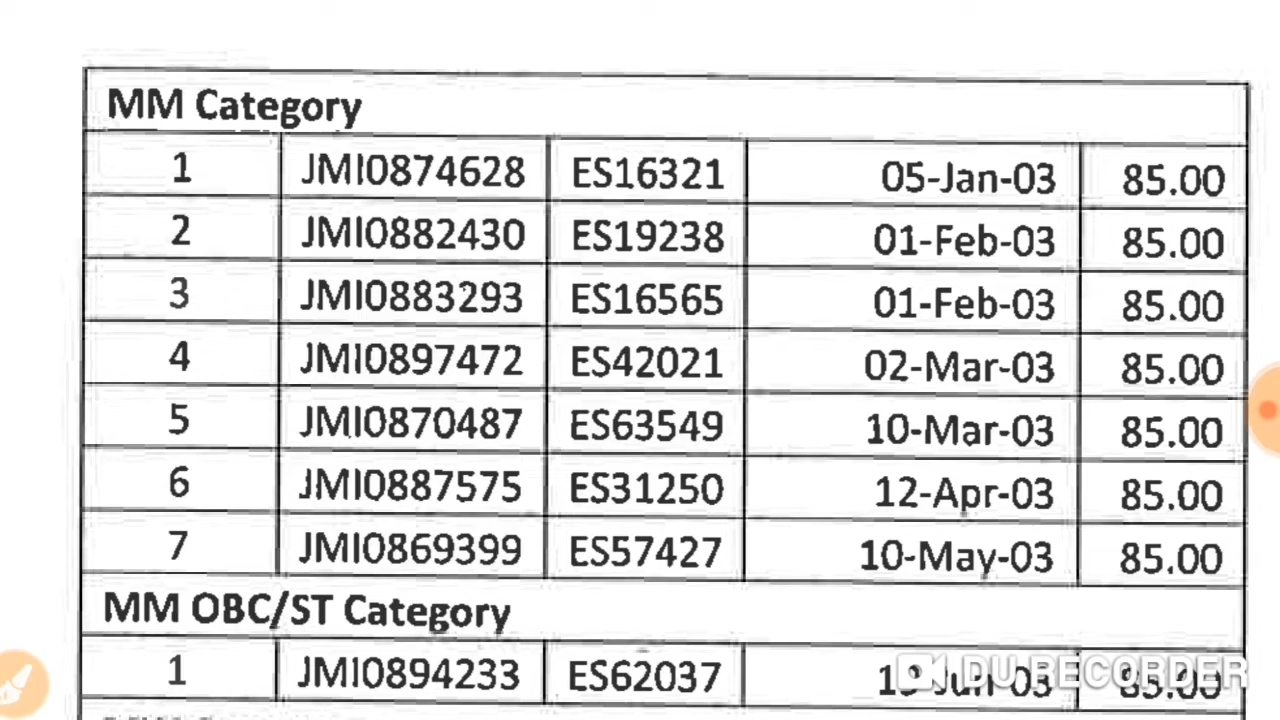 MM Category
1 JMI0874628 ES16321 05-Jan-03 85.00
2 JMI0882430 ES19238 01-Feb-03 85.00
3 JMI0883293 ES16565 01-Feb-03 85.00
4 JMI0897472 ES42021 02-Mar-03 85.00
5 JMI0870487 ES63549 10-Mar-03 85.00
6 JMI0887575 ES31250 12-Apr-03 85.00
7 JMI0869399 ES57427 10-May-03 85.00
MM OBC/ST Category
1 JMI0894233 ES62037 85.00
DU RECORDER